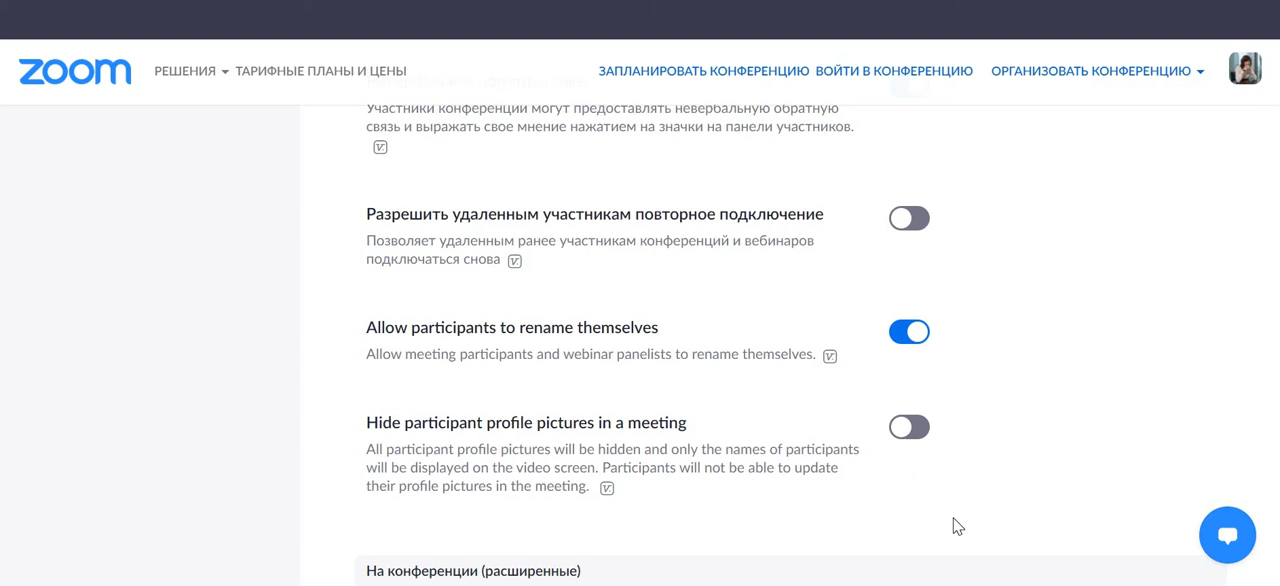 zoom
РЕШЕНИЯ ТАРИФНЫЕ ПЛАНЫ И ЦЕНЫ ЗАПЛАНИРОВАТЬ КОНФЕРЕНЦИЮ ВОЙТИ В КОНФЕРЕНЦИЮ ОРГАНИЗОВАТЬ КОНФЕРЕНЦИЮ
Участники конференции могут предоставлять невербальную обратную
связь и выражать свое мнение нажатием на значки на панели участников.
Разрешить удаленным участникам повторное подключение
Позволяет удаленным ранее участникам конференций и вебинаров
подключаться снова
Allow participants to rename themselves
Allow meeting participants and webinar panelists to rename themselves.
Hide participant profile pictures in a meeting
All participant profile pictures will be hidden and only the names of participants
will be displayed on the video screen. Participants will not be able to update
their profile pictures in the meeting.
На конференции (расширенные)